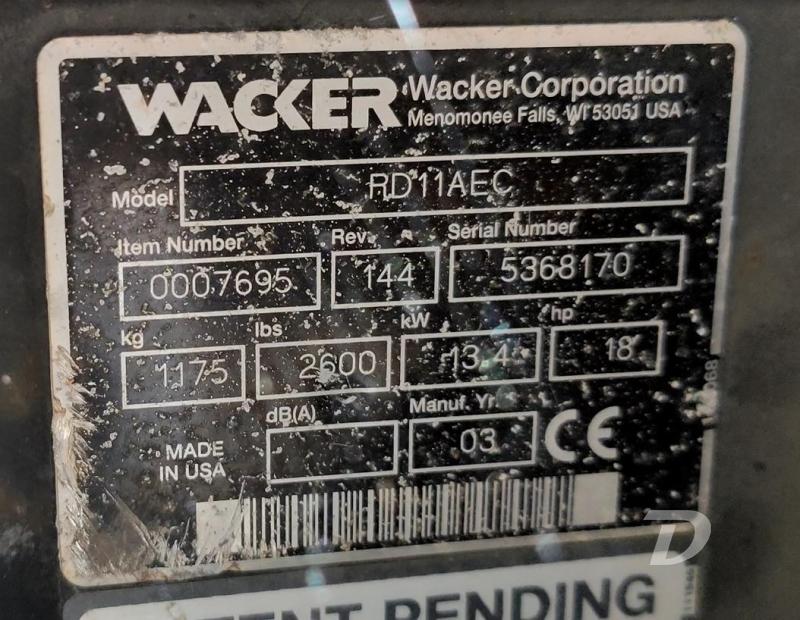 WACKER
Wacker Corporation
Menomonee Falls, WI 53051 USA
Model RD11AEC
Item Number Rev. Serial Number
0007695 144 5368170
kg lbs kW hp
1175 2600 13.4 18
dB(A) Manuf. Yr.
03 CE
MADE
IN USA
PENDING
D